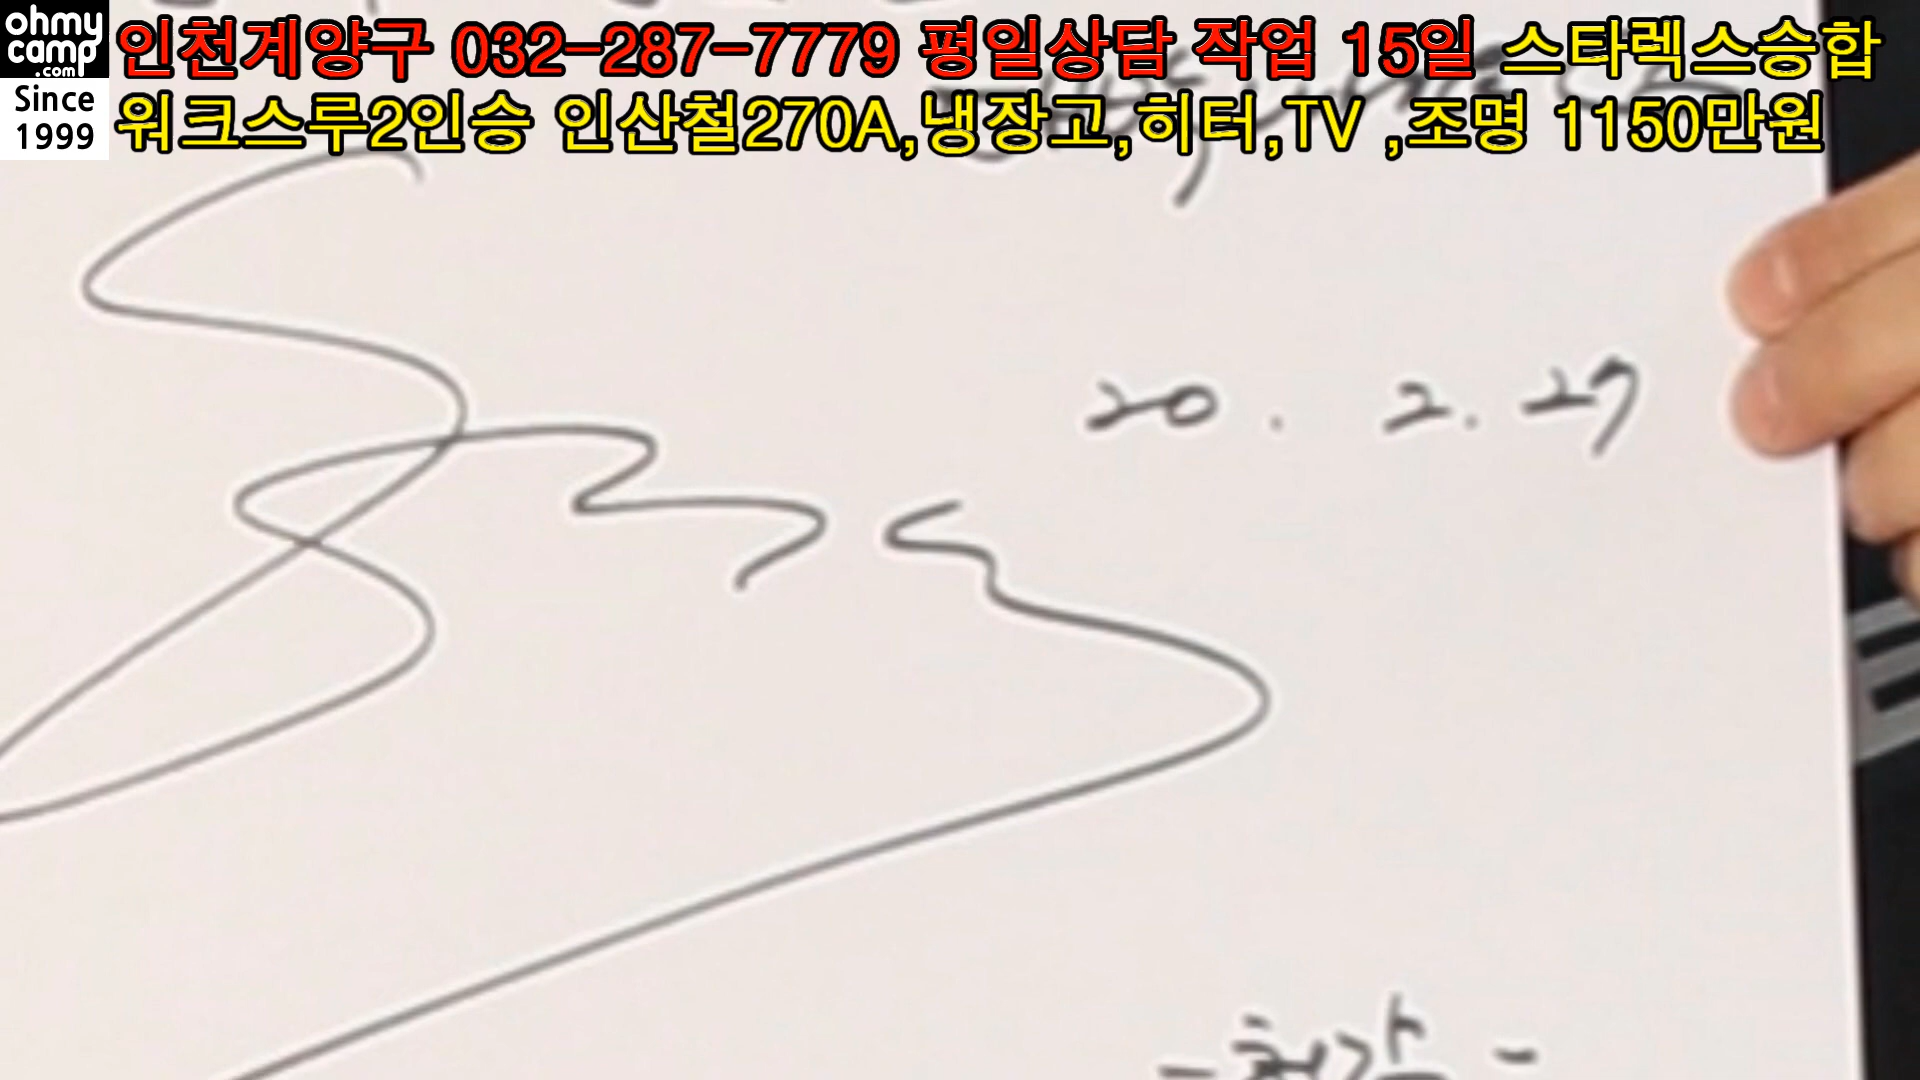 ohmy
camp
.com
Since
1999
인천계양구 032-287-7779 평일상담 작업 15일 스타렉스승합
워크스루2인승 인산철270A,냉장고,히터,TV ,조명 1150만원
20. 2. 27